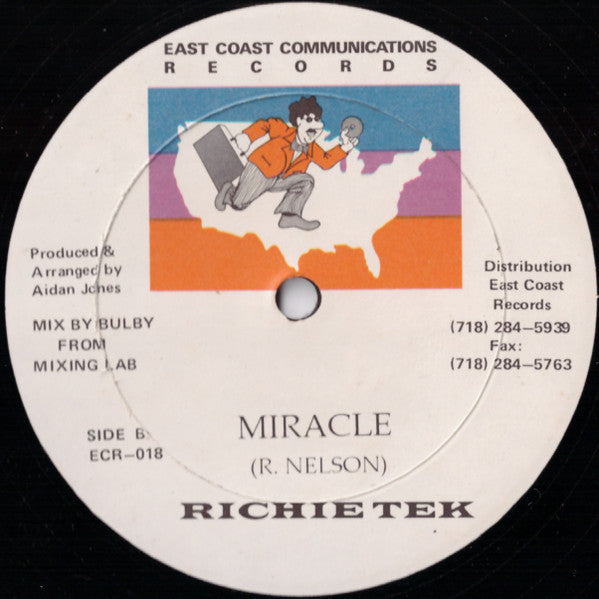 EAST COAST COMMUNICATIONS
RECORDS
Produced &
Arranged by
Aidan Jones
MIX BY BULBY
FROM
MIXING LAB
Distribution
East Coast
Records
(718) 284-5939
Fax:
(718) 284-5763
SIDE B:
ECR-018
MIRACLE
(R. NELSON)
RICHIE TEK